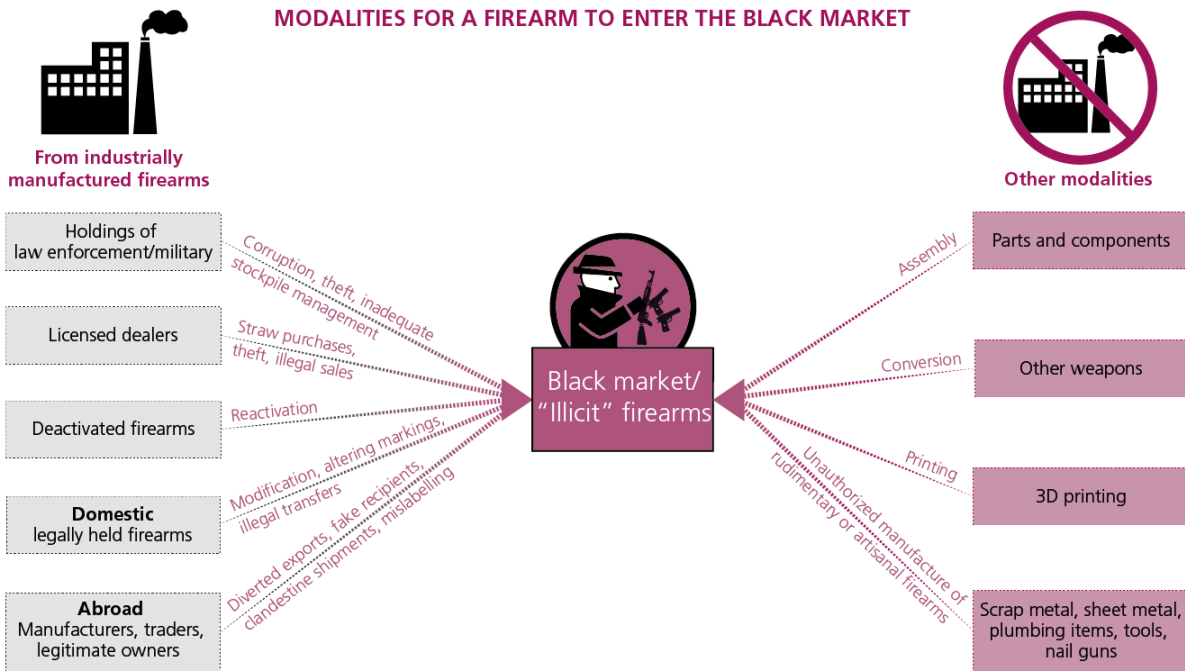 MODALITIES FOR A FIREARM TO ENTER THE BLACK MARKET
From industrially
manufactured firearms
Holdings of
law enforcement/military
Corruption, theft, inadequate
stockpile management
Licensed dealers
Straw purchases,
theft, illegal sales
Deactivated firearms
Reactivation
Domestic
legally held firearms
Modification, altering markings,
illegal transfers
Abroad
Manufacturers, traders,
legitimate owners
Diverted exports, fake recipients,
clandestine shipments, mislabelling
Black market/
“Illicit” firearms
Other modalities
Assembly
Parts and components
Conversion
Other weapons
Printing
3D printing
Unauthorized manufacture of
rudimentary or artisanal firearms
Scrap metal, sheet metal,
plumbing items, tools,
nail guns